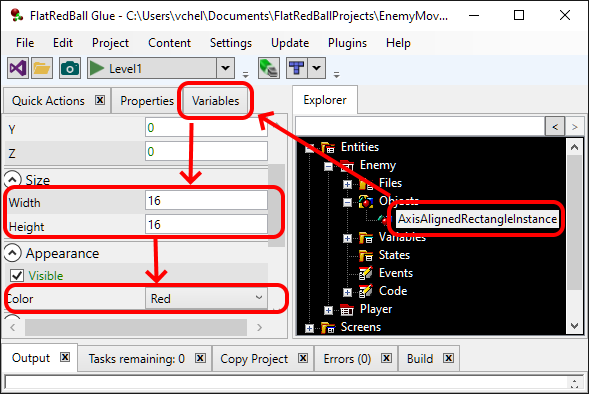 FlatRedBall Glue - C:\Users\vchel\Documents\FlatRedBallProjects\EnemyMov...
File Project Content Settings Update Plugins Help
Level1
Quick Actions Properties Variables
Y 0
Z 0
Size
Width 16
Height 16
Appearance
Visible
Color Red
Explorer
Entities
Enemy
Files
Objects
AxisAlignedRectangleInstance
Variables
States
Events
Code
Player
Screens
Output Tasks remaining: 0 Copy Project Errors (0) Build